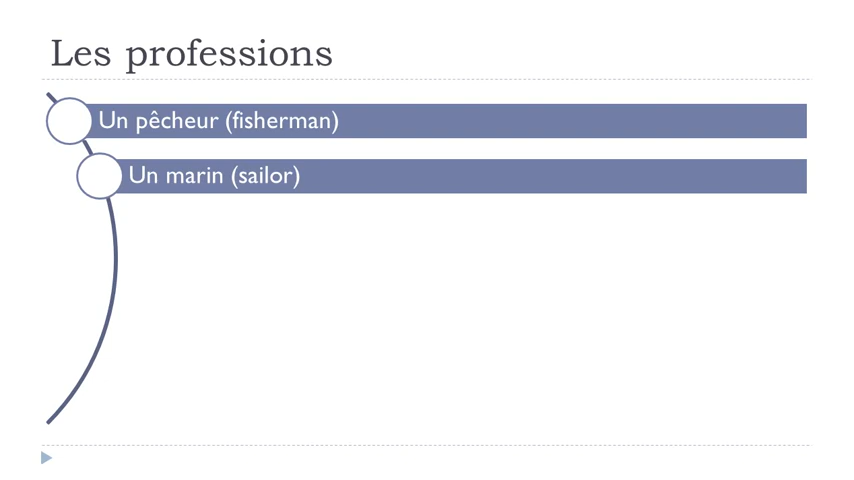 Les professions
Un pêcheur (fisherman)
Un marin (sailor)